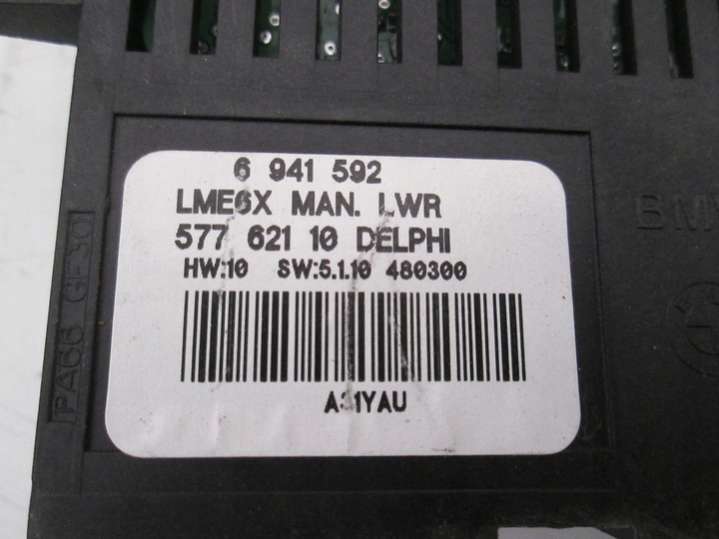 6 941 592
LME6X MAN. LWR
577 621 10 DELPHI
HW:10 SW:5.1.10 480300
A31YAU
PA66 GF30